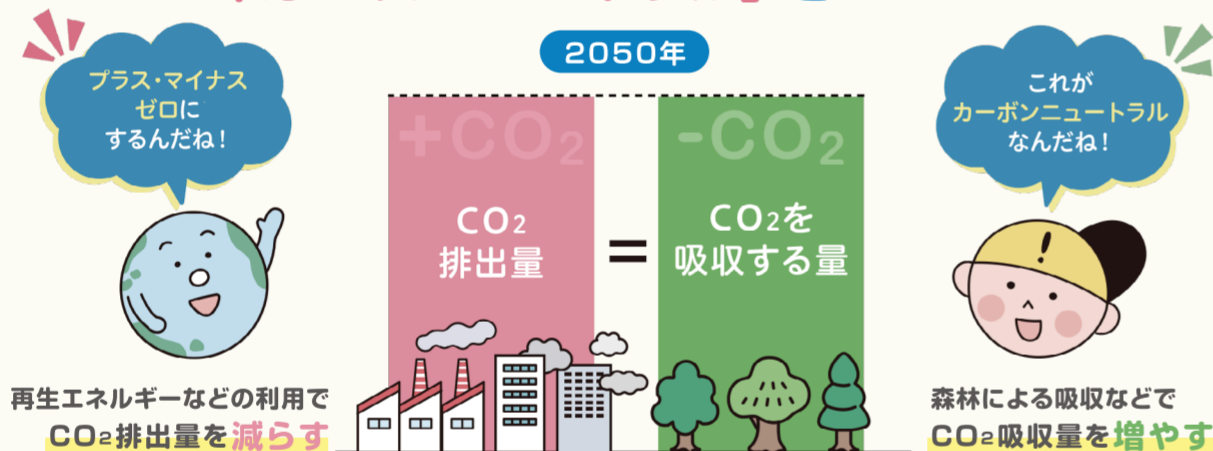 2050年
プラス・マイナス
ゼロに
するんだね！
+CO₂
-CO₂
これが
カーボンニュートラル
なんだね！
CO₂
排出量
=
CO₂を
吸収する量
再生エネルギーなどの利用で
CO₂排出量を減らす
森林による吸収などで
CO₂吸収量を増やす